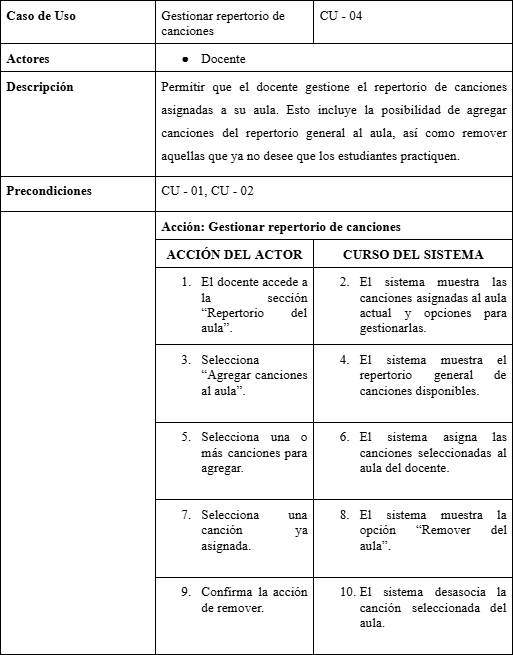 Caso de Uso
Gestionar repertorio de
canciones
CU - 04
Actores
● Docente
Descripción
Permitir que el docente gestione el repertorio de canciones
asignadas a su aula. Esto incluye la posibilidad de agregar
canciones del repertorio general al aula, así como remover
aquellas que ya no desee que los estudiantes practiquen.
Precondiciones
CU - 01, CU - 02
Acción: Gestionar repertorio de canciones
ACCIÓN DEL ACTOR
CURSO DEL SISTEMA
1. El docente accede a
la sección
“Repertorio del
aula”.
2. El sistema muestra las
canciones asignadas al aula
actual y opciones para
gestionarlas.
3. Selecciona
“Agregar canciones
al aula”.
4. El sistema muestra el
repertorio general de
canciones disponibles.
5. Selecciona una o
más canciones para
agregar.
6. El sistema asigna las
canciones seleccionadas al
aula del docente.
7. Selecciona una
canción ya
asignada.
8. El sistema muestra la
opción “Remover del
aula”.
9. Confirma la acción
de remover.
10. El sistema desasocia la
canción seleccionada del
aula.